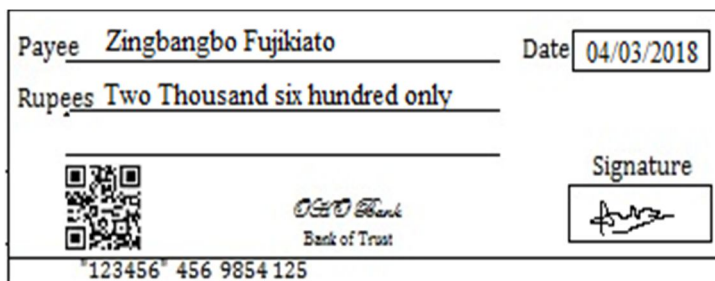 Payee Zingbangbo Fujikiato Date 04/03/2018
Rupees Two Thousand six hundred only
Signature
Bank
Bank of Trust
"123456" 456 9854 125